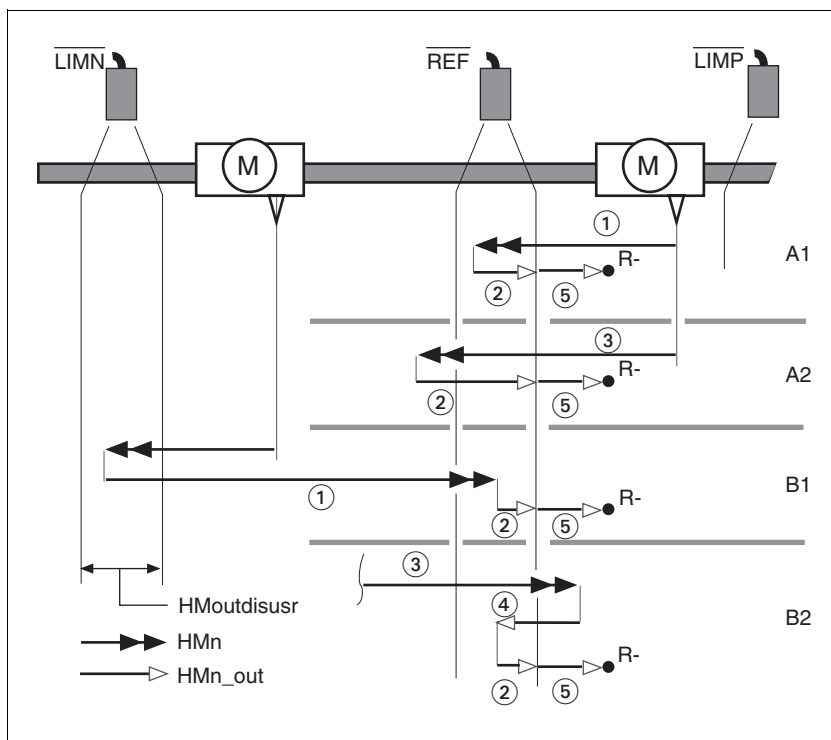 LIMN REF LIMP
M M
①
R- A1
② ⑤
③
R- A2
② ⑤
① R- B1
② ⑤
③
HMoutdisusr ④ B2
HMn
R-
HMn_out ② ⑤